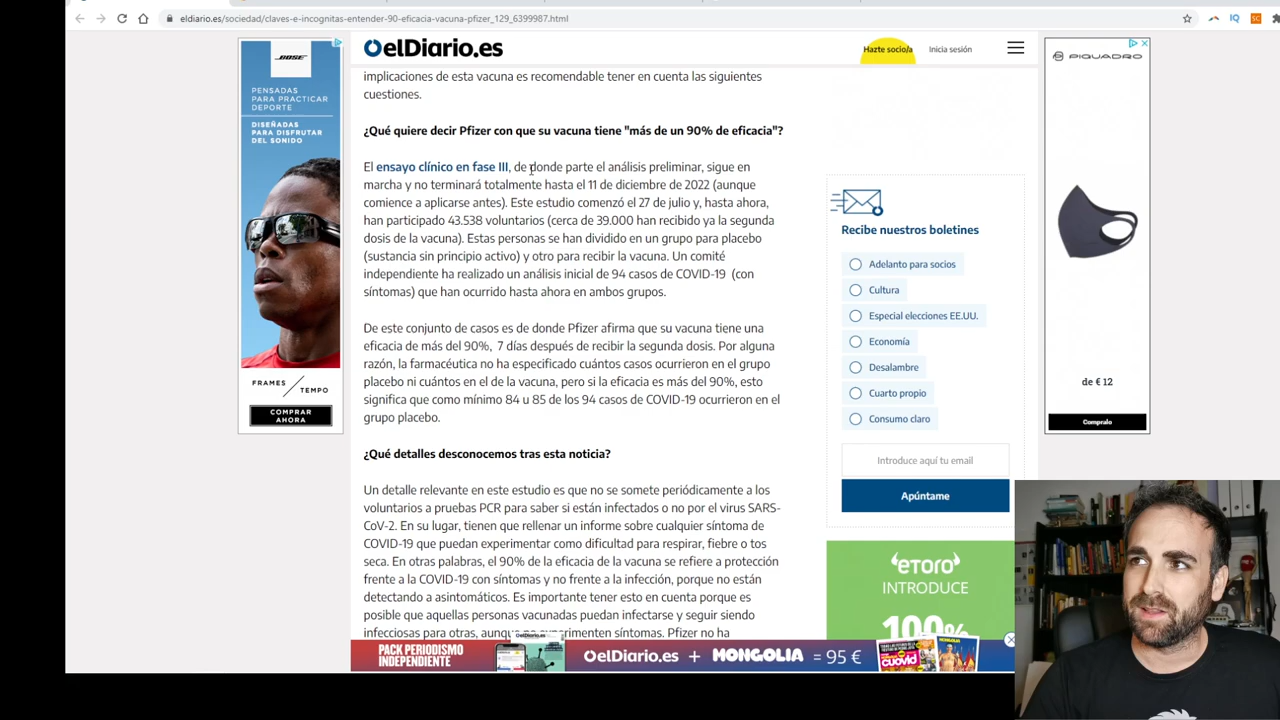 eldiario.es/sociedad/claves-e-incognitas-entender-90-eficacia-vacuna-pfizer_129_6399987.html
elDiario.es
Hazte socio/a
Inicia sesión
BOSE
PENSADAS
PARA PRACTICAR
DEPORTE
DISEÑADAS
PARA DISFRUTAR
DEL SONIDO
FRAMES
TEMPO
COMPRAR
AHORA
implicaciones de esta vacuna es recomendable tener en cuenta las siguientes
cuestiones.
¿Qué quiere decir Pfizer con que su vacuna tiene "más de un 90% de eficacia"?
El ensayo clínico en fase III, de donde parte el análisis preliminar, sigue en
marcha y no terminará totalmente hasta el 11 de diciembre de 2022 (aunque
comience a aplicarse antes). Este estudio comenzó el 27 de julio y, hasta ahora,
han participado 43.538 voluntarios (cerca de 39.000 han recibido ya la segunda
dosis de la vacuna). Estas personas se han dividido en un grupo para placebo
(sustancia sin principio activo) y otro para recibir la vacuna. Un comité
independiente ha realizado un análisis inicial de 94 casos de COVID-19 (con
síntomas) que han ocurrido hasta ahora en ambos grupos.
De este conjunto de casos es de donde Pfizer afirma que su vacuna tiene una
eficacia de más del 90%, 7 días después de recibir la segunda dosis. Por alguna
razón, la farmacéutica no ha especificado cuántos casos ocurrieron en el grupo
placebo ni cuántos en el de la vacuna, pero si la eficacia es más del 90%, esto
significa que como mínimo 84 u 85 de los 94 casos de COVID-19 ocurrieron en el
grupo placebo.
¿Qué detalles desconocemos tras esta noticia?
Un detalle relevante en este estudio es que no se somete periódicamente a los
voluntarios a pruebas PCR para saber si están infectados o no por el virus SARS-
CoV-2. En su lugar, tienen que rellenar un informe sobre cualquier síntoma de
COVID-19 que puedan experimentar como dificultad para respirar, fiebre o tos
seca. En otras palabras, el 90% de la eficacia de la vacuna se refiere a protección
frente a la COVID-19 con síntomas y no frente a la infección, porque no están
detectando a asintomáticos. Es importante tener esto en cuenta porque es
posible que aquellas personas vacunadas puedan infectarse y seguir siendo
infecciosas para otras, aunque no experimenten síntomas. Pfizer no ha
Recibe nuestros boletines
Adelanto para socios
Cultura
Especial elecciones EE.UU.
Economía
Desalambre
Cuarto propio
Consumo claro
Introduce aquí tu email
Apúntame
eTORO
INTRODUCE
100%
PIQUADRO
de € 12
Compralo
PACK PERIODISMO
INDEPENDIENTE
elDiario.es + MONGOLIA = 95 €